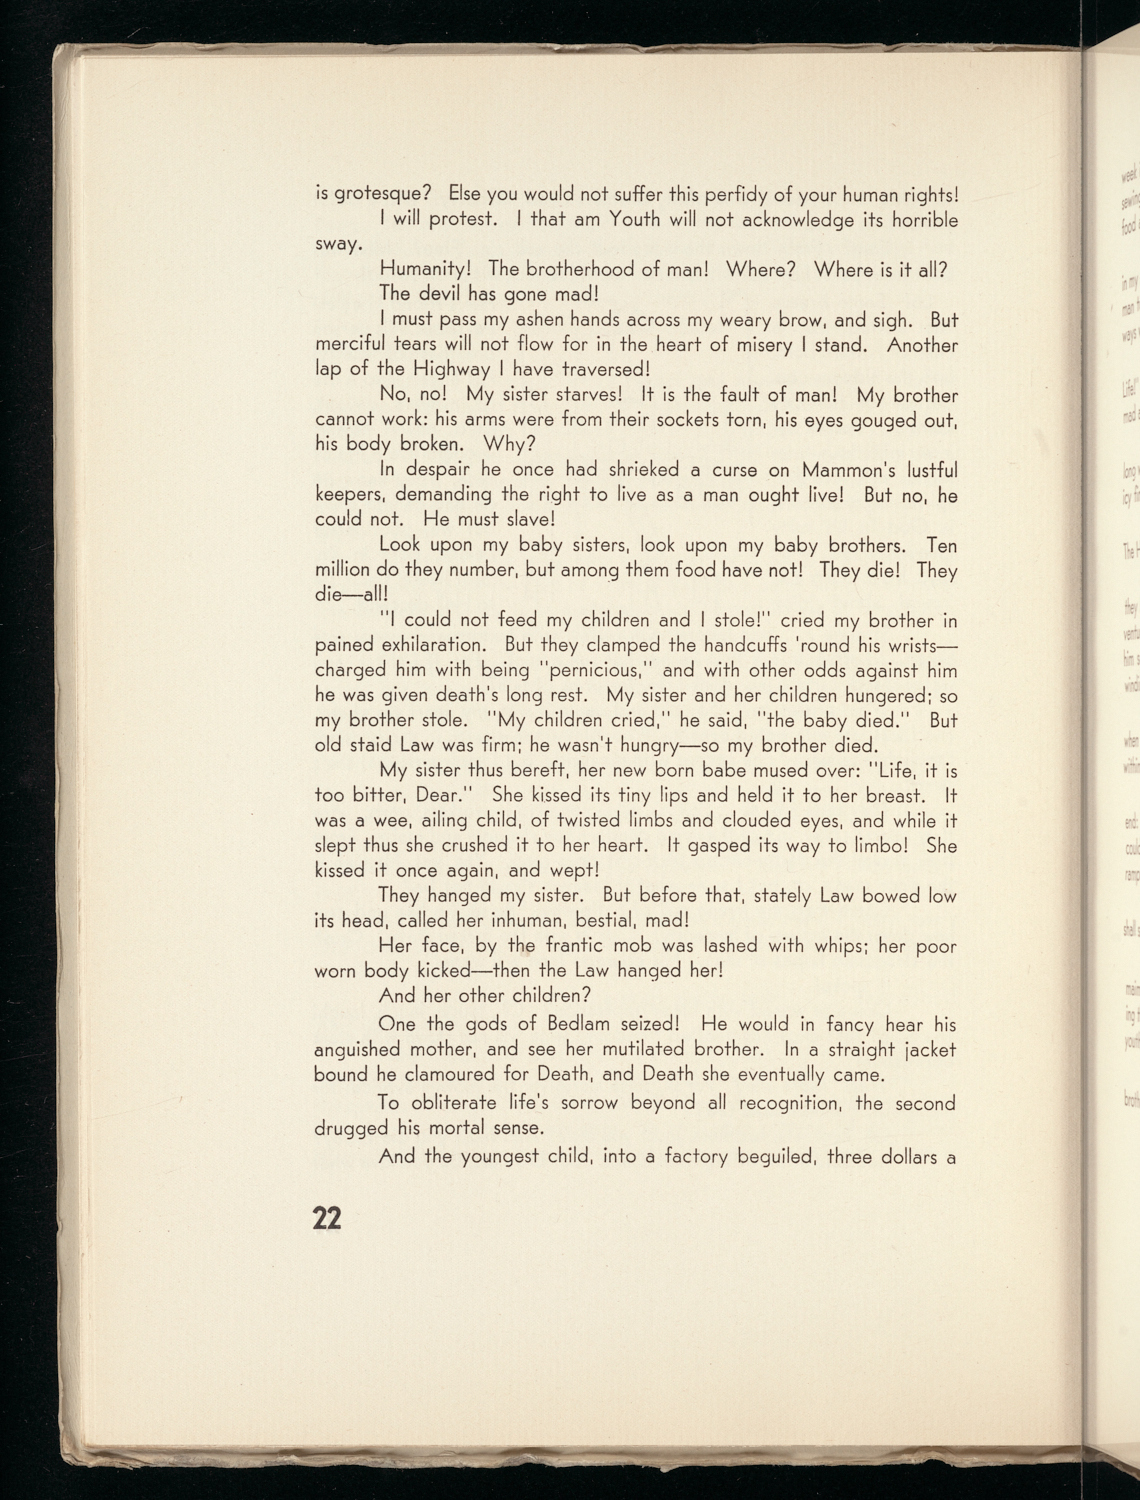 is grotesque? Else you would not suffer this perfidy of your human rights!
I will protest. I that am Youth will not acknowledge its horrible
sway.
Humanity! The brotherhood of man! Where? Where is it all?
The devil has gone mad!
I must pass my ashen hands across my weary brow, and sigh. But
merciful tears will not flow for in the heart of misery I stand. Another
lap of the Highway I have traversed!
No, no! My sister starves! It is the fault of man! My brother
cannot work: his arms were from their sockets torn, his eyes gouged out,
his body broken. Why?
In despair he once had shrieked a curse on Mammon's lustful
keepers, demanding the right to live as a man ought live! But no, he
could not. He must slave!
Look upon my baby sisters, look upon my baby brothers. Ten
million do they number, but among them food have not! They die! They
die—all!
"I could not feed my children and I stole!" cried my brother in
pained exhilaration. But they clamped the handcuffs 'round his wrists—
charged him with being "pernicious," and with other odds against him
he was given death's long rest. My sister and her children hungered; so
my brother stole. "My children cried," he said, "the baby died." But
old staid Law was firm; he wasn't hungry—so my brother died.
My sister thus bereft, her new born babe mused over: "Life, it is
too bitter, Dear." She kissed its tiny lips and held it to her breast. It
was a wee, ailing child, of twisted limbs and clouded eyes, and while it
slept thus she crushed it to her heart. It gasped its way to limbo! She
kissed it once again, and wept!
They hanged my sister. But before that, stately Law bowed low
its head, called her inhuman, bestial, mad!
Her face, by the frantic mob was lashed with whips; her poor
worn body kicked—then the Law hanged her!
And her other children?
One the gods of Bedlam seized! He would in fancy hear his
anguished mother, and see her mutilated brother. In a straight jacket
bound he clamoured for Death, and Death she eventually came.
To obliterate life's sorrow beyond all recognition, the second
drugged his mortal sense.
And the youngest child, into a factory beguiled, three dollars a
22
week
sewing
food
in my
man
ways
Life!"
mad
long
icy
The
they
him
when
end:
shall